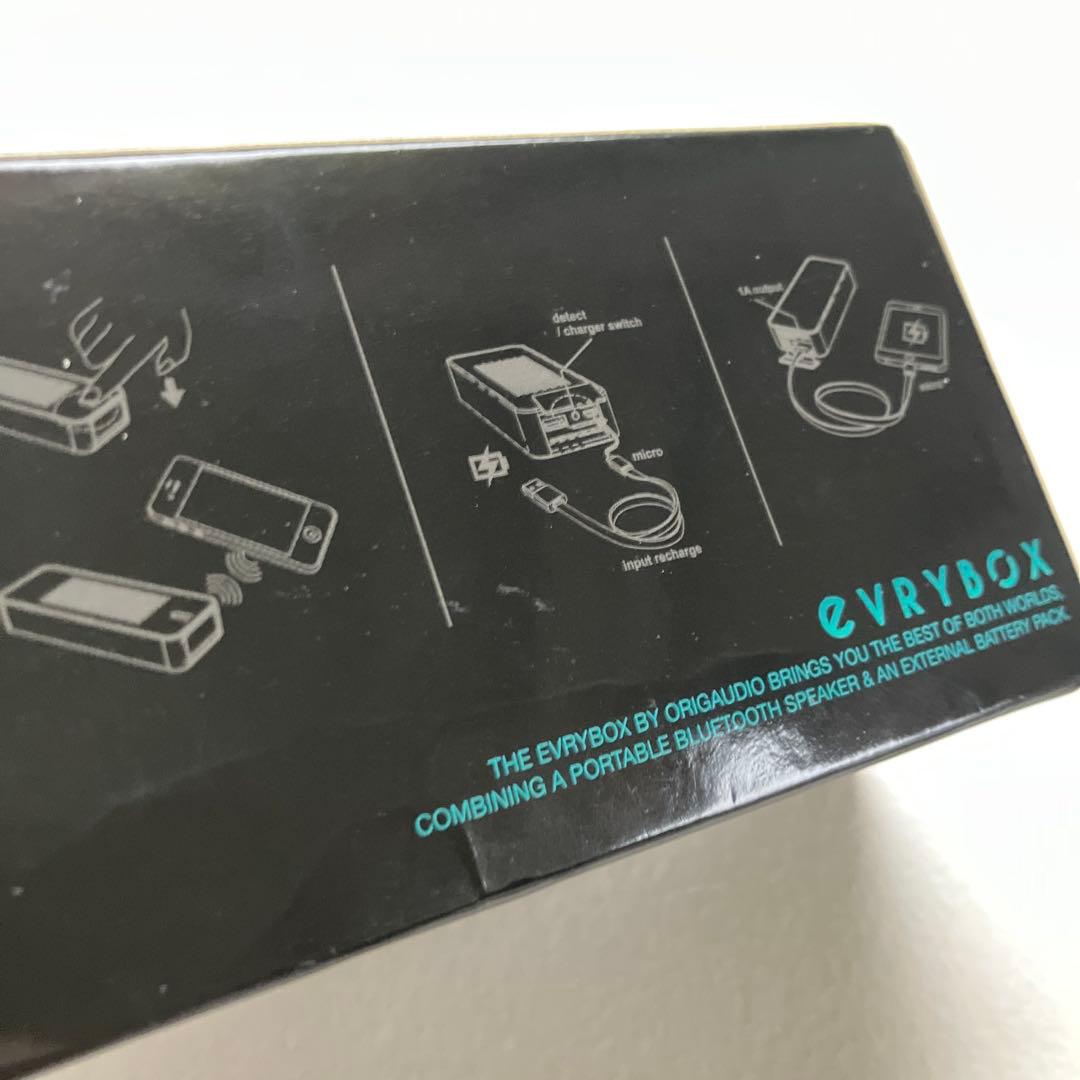 detect
/ charger switch
micro
input recharge
1A output
eVRYBOX
THE EVRYBOX BY ORIGAUDIO BRINGS YOU THE BEST OF BOTH WORLDS,
COMBINING A PORTABLE BLUETOOTH SPEAKER & AN EXTERNAL BATTERY PACK.